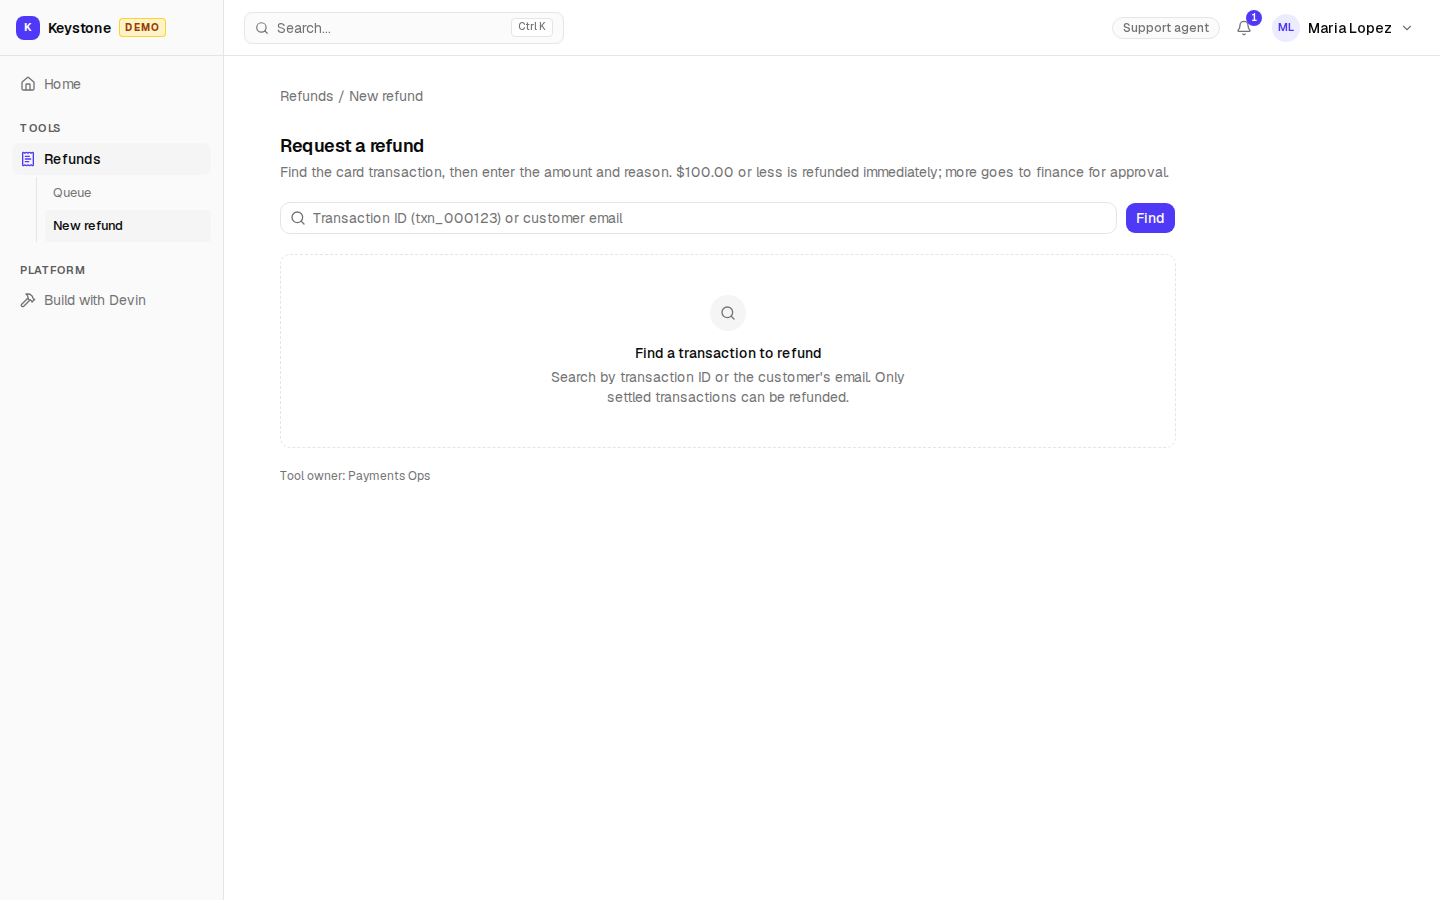 K Keystone DEMO
Search...
Ctrl K
Support agent
1
ML Maria Lopez
Home
TOOLS
Refunds
Queue
New refund
PLATFORM
Build with Devin
Refunds / New refund
Request a refund
Find the card transaction, then enter the amount and reason. $100.00 or less is refunded immediately; more goes to finance for approval.
Transaction ID (txn_000123) or customer email
Find
Find a transaction to refund
Search by transaction ID or the customer's email. Only
settled transactions can be refunded.
Tool owner: Payments Ops